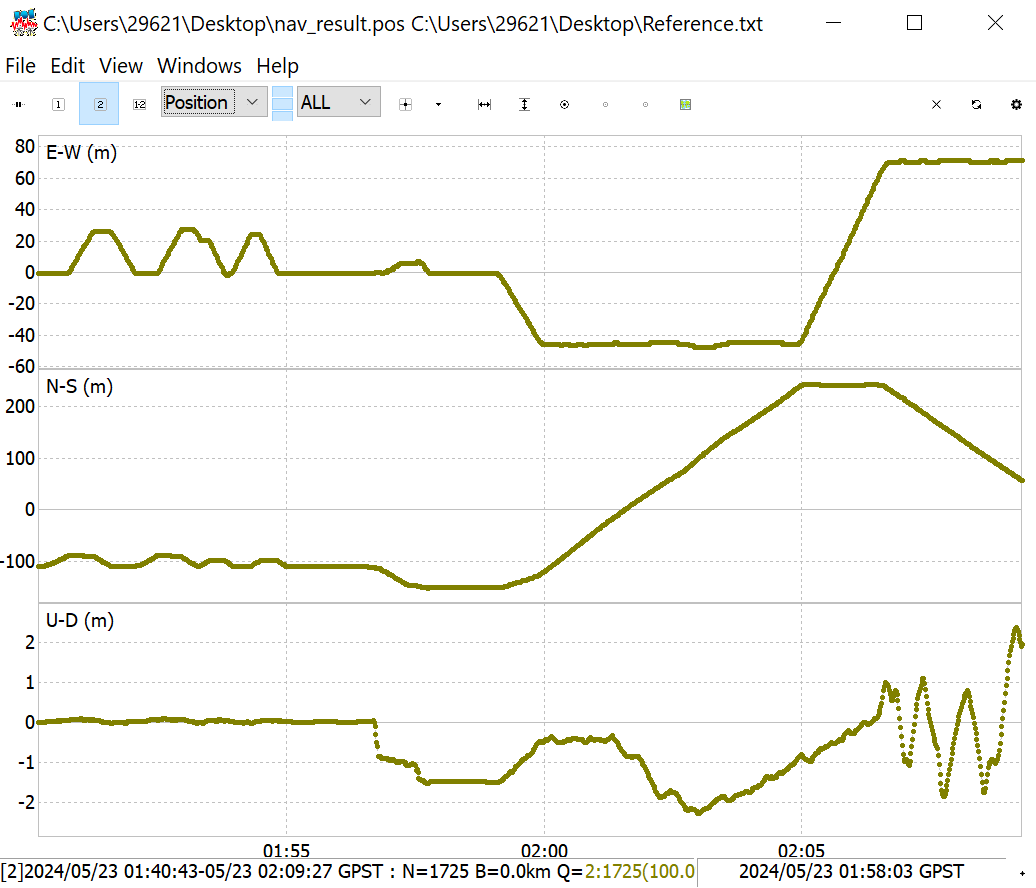 C:\Users\29621\Desktop\nav_result.pos C:\Users\29621\Desktop\Reference.txt
File Edit View Windows Help
1 2 1-2 Position ALL
E-W (m)
80
60
40
20
0
-20
-40
-60
N-S (m)
200
100
0
-100
U-D (m)
2
1
0
-1
-2
01:55 02:00 02:05
[2]2024/05/23 01:40:43-05/23 02:09:27 GPST : N=1725 B=0.0km Q=2:1725(100.0 2024/05/23 01:58:03 GPST